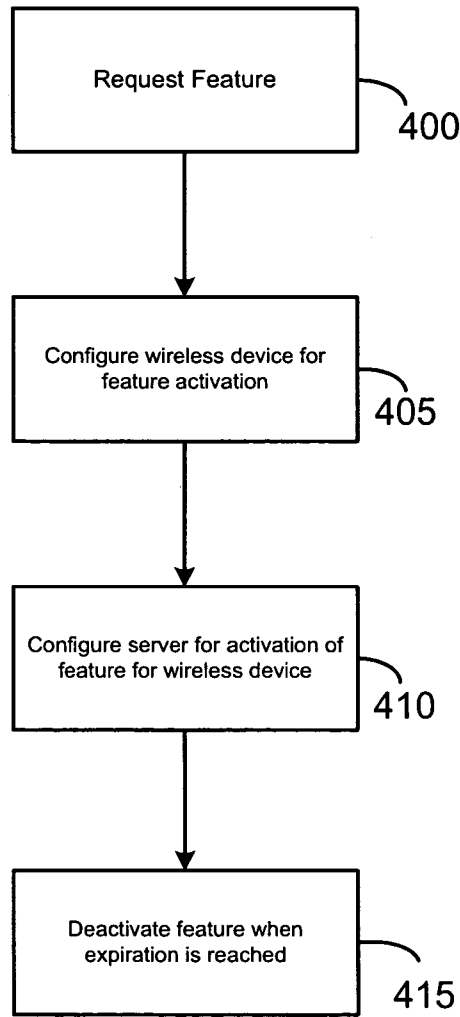 Request Feature
400
Configure wireless device for
feature activation
405
Configure server for activation of
feature for wireless device
410
Deactivate feature when
expiration is reached
415